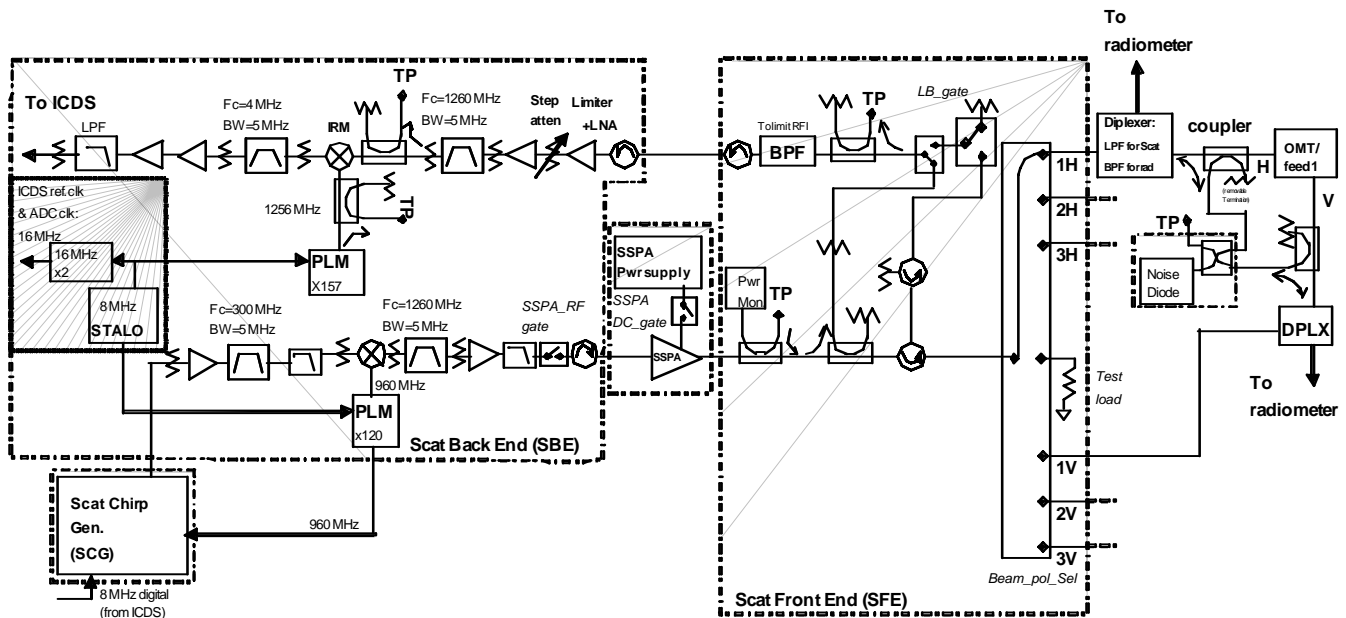 To
radiometer
To ICDS
LPF
Fc=4 MHz
BW=5 MHz
IRM
TP
Fc=1260 MHz
BW=5 MHz
Step
atten
Limiter
+LNA
To limit RFI
BPF
TP
LB_gate
1H
2H
3H
Diplexer:
LPF for Scat
BPF for rad
coupler
H
(removable
Termination)
OMT/
feed1
V
ICDS ref.clk
& ADC clk:
16 MHz
16 MHz
x2
8 MHz
STALO
1256 MHz
TP
PLM
X157
Fc=300 MHz
BW=5 MHz
Fc=1260 MHz
BW=5 MHz
SSPA_RF
gate
SSPA
Pwr supply
SSPA
DC_gate
SSPA
Pwr
Mon
TP
TP
Noise
Diode
DPLX
To
radiometer
960 MHz
PLM
x120
Scat Back End (SBE)
Test
load
1V
2V
3V
Scat Chirp
Gen.
(SCG)
960 MHz
8 MHz digital
(from ICDS)
Beam_pol_Sel
Scat Front End (SFE)